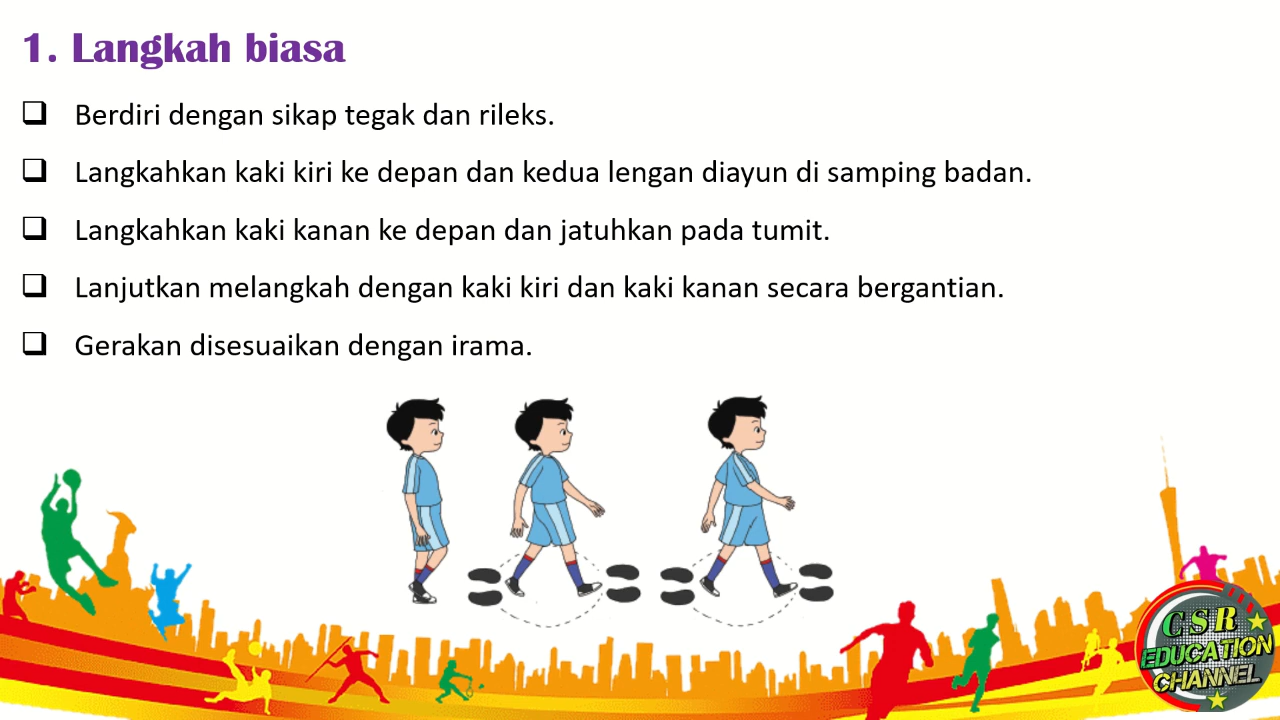 1. Langkah biasa
❑ Berdiri dengan sikap tegak dan rileks.
❑ Langkahkan kaki kiri ke depan dan kedua lengan diayun di samping badan.
❑ Langkahkan kaki kanan ke depan dan jatuhkan pada tumit.
❑ Lanjutkan melangkah dengan kaki kiri dan kaki kanan secara bergantian.
❑ Gerakan disesuaikan dengan irama.
CSR
EDUCATION
CHANNEL